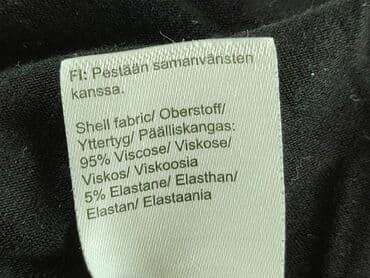 FI: Pestään samanväristen
kanssa.
Shell fabric/ Oberstoff/
Yttertyg/ Päälliskangas:
95% Viscose/ Viskose/
Viskos/ Viskoosia
5% Elastane/ Elasthan/
Elastan/ Elastaania